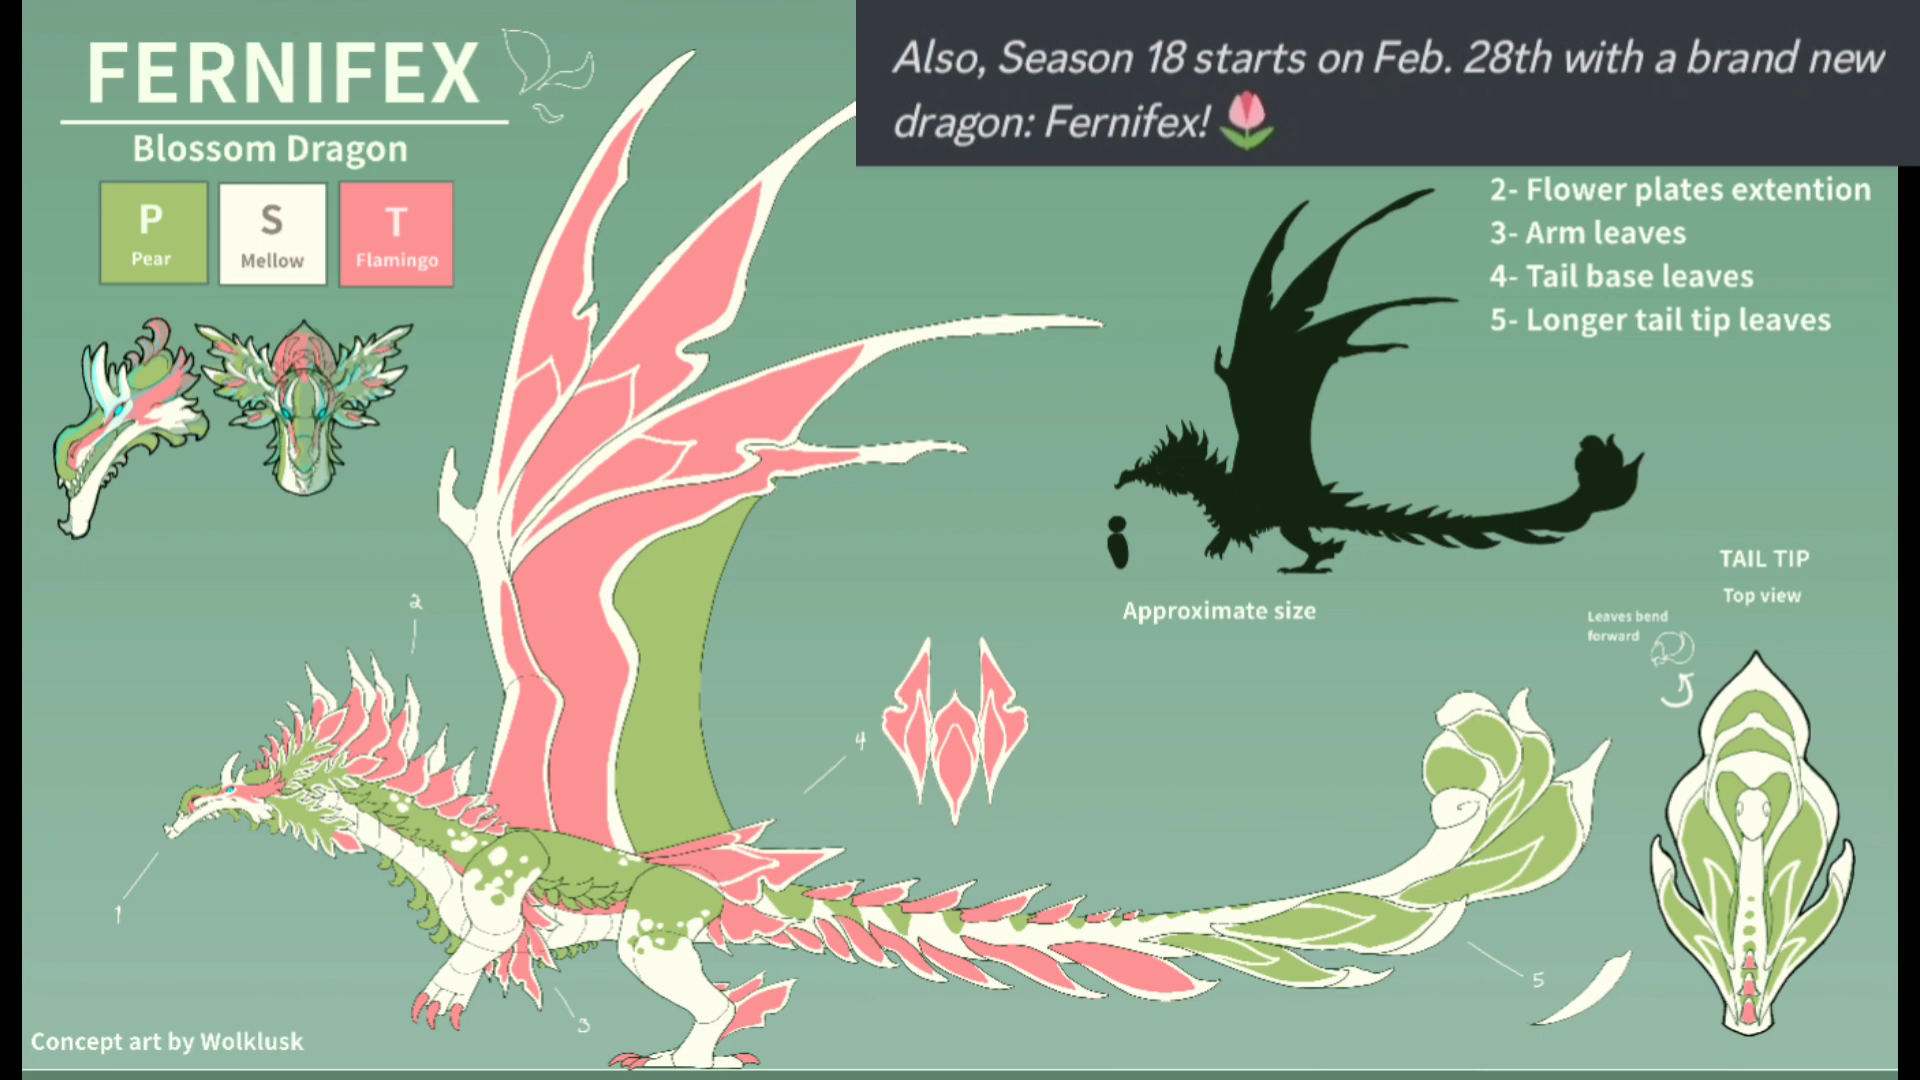 FERNIFEX
Blossom Dragon
P
Pear
S
Mellow
T
Flamingo
Also, Season 18 starts on Feb. 28th with a brand new
dragon: Fernifex!
2- Flower plates extention
3- Arm leaves
4- Tail base leaves
5- Longer tail tip leaves
Approximate size
TAIL TIP
Top view
Leaves bend
forward
2
4
1
3
5
Concept art by Wolklusk